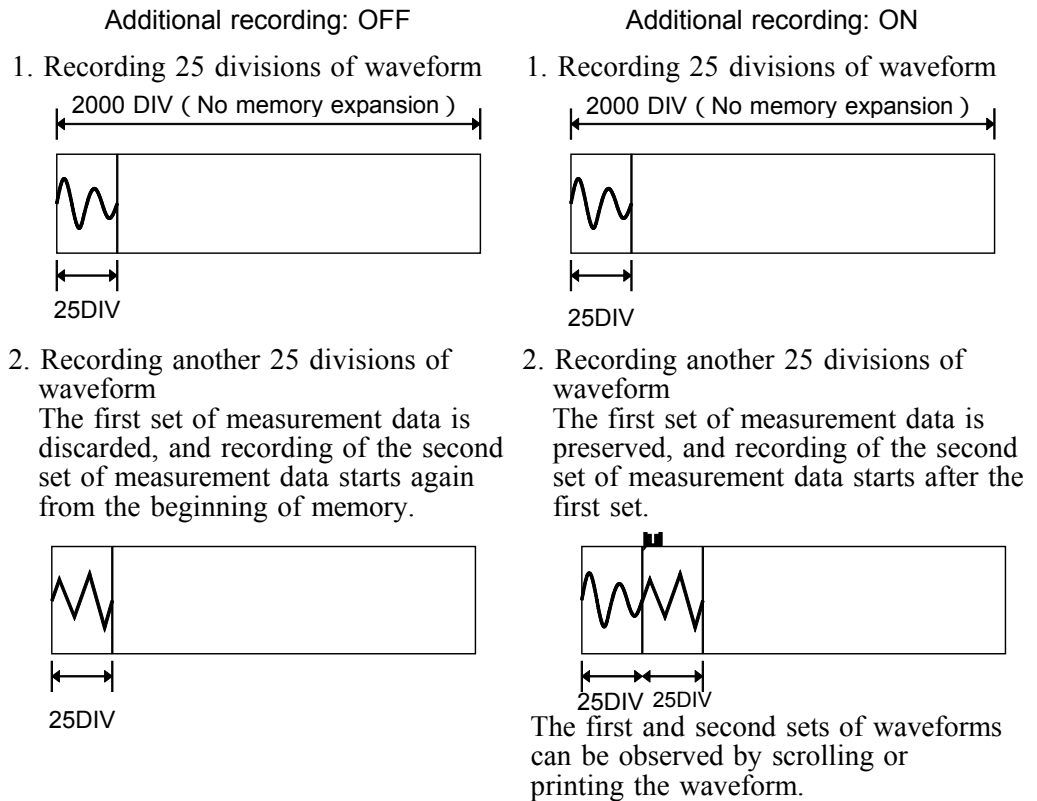 Additional recording: OFF
1. Recording 25 divisions of waveform
2000 DIV ( No memory expansion )
25DIV
2. Recording another 25 divisions of
waveform
The first set of measurement data is
discarded, and recording of the second
set of measurement data starts again
from the beginning of memory.
25DIV
Additional recording: ON
1. Recording 25 divisions of waveform
2000 DIV ( No memory expansion )
25DIV
2. Recording another 25 divisions of
waveform
The first set of measurement data is
preserved, and recording of the second
set of measurement data starts after the
first set.
25DIV 25DIV
The first and second sets of waveforms
can be observed by scrolling or
printing the waveform.